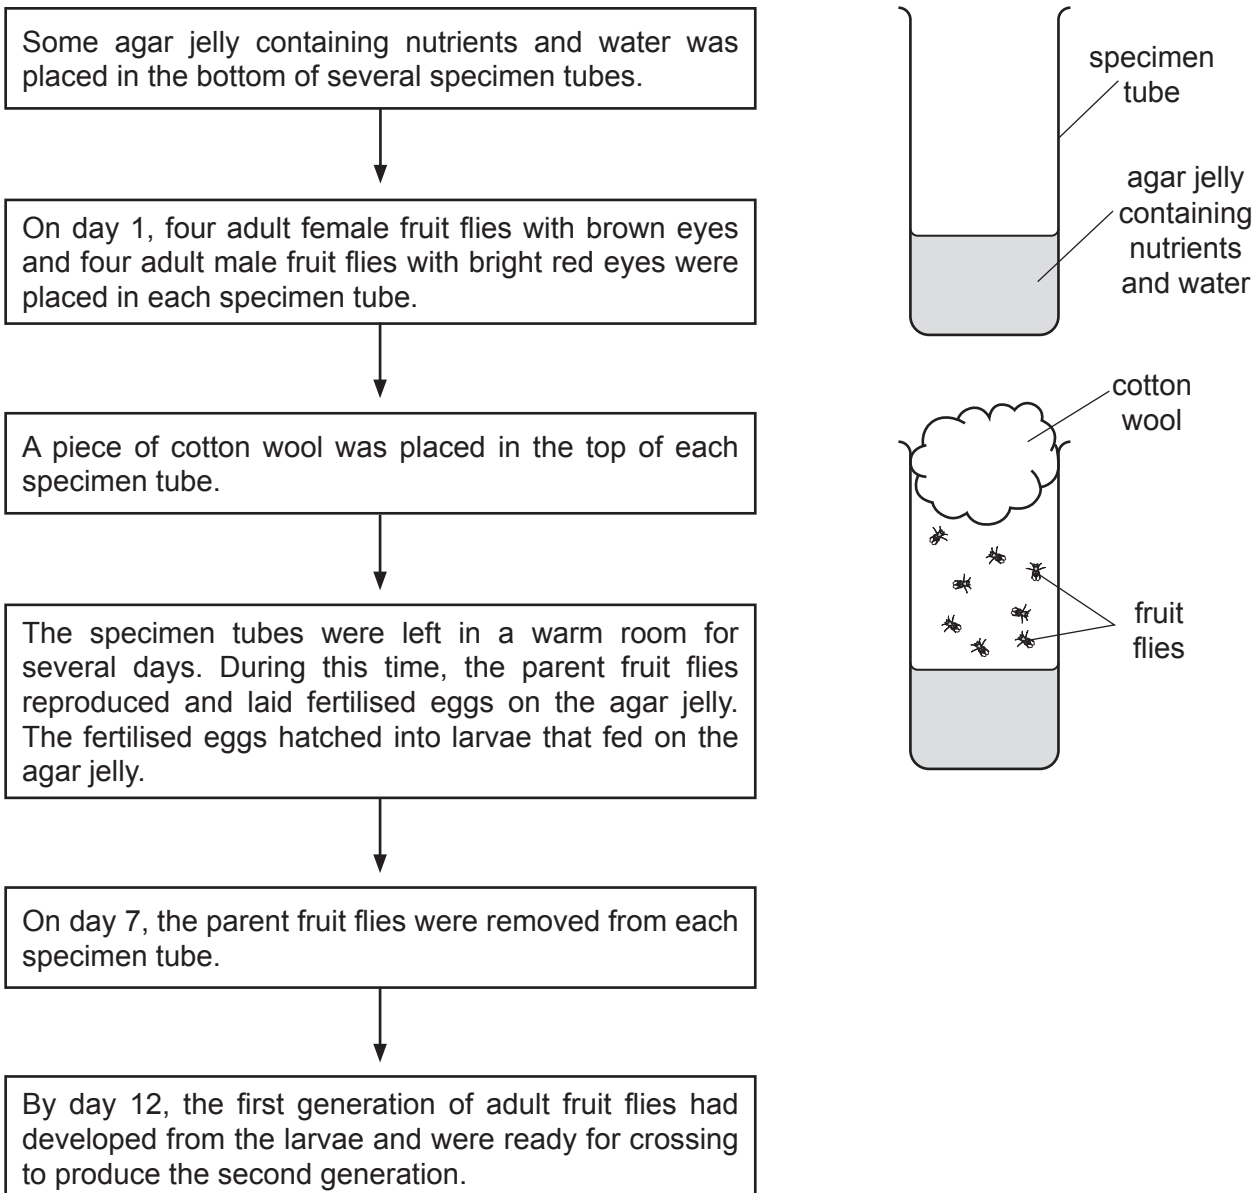 Some agar jelly containing nutrients and water was
placed in the bottom of several specimen tubes.
On day 1, four adult female fruit flies with brown eyes
and four adult male fruit flies with bright red eyes were
placed in each specimen tube.
A piece of cotton wool was placed in the top of each
specimen tube.
The specimen tubes were left in a warm room for
several days. During this time, the parent fruit flies
reproduced and laid fertilised eggs on the agar jelly.
The fertilised eggs hatched into larvae that fed on the
agar jelly.
On day 7, the parent fruit flies were removed from each
specimen tube.
By day 12, the first generation of adult fruit flies had
developed from the larvae and were ready for crossing
to produce the second generation.
specimen
tube
agar jelly
containing
nutrients
and water
cotton
wool
fruit
flies